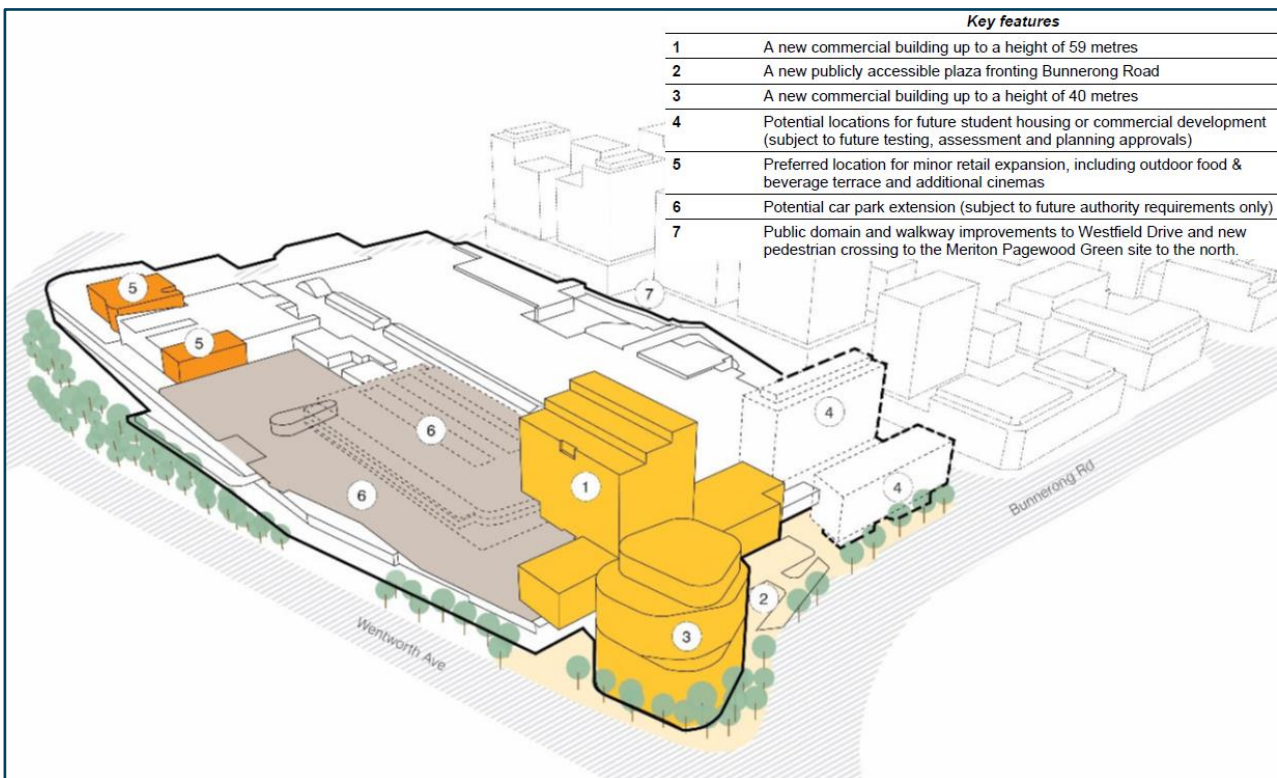 Key features
1 A new commercial building up to a height of 59 metres
2 A new publicly accessible plaza fronting Bunnerong Road
3 A new commercial building up to a height of 40 metres
4 Potential locations for future student housing or commercial development
(subject to future testing, assessment and planning approvals)
5 Preferred location for minor retail expansion, including outdoor food &
beverage terrace and additional cinemas
6 Potential car park extension (subject to future authority requirements only)
7 Public domain and walkway improvements to Westfield Drive and new
pedestrian crossing to the Meriton Pagewood Green site to the north.
5
7
5
4
6
1
4
6
Bunnerong Rd
2
3
Wentworth Ave